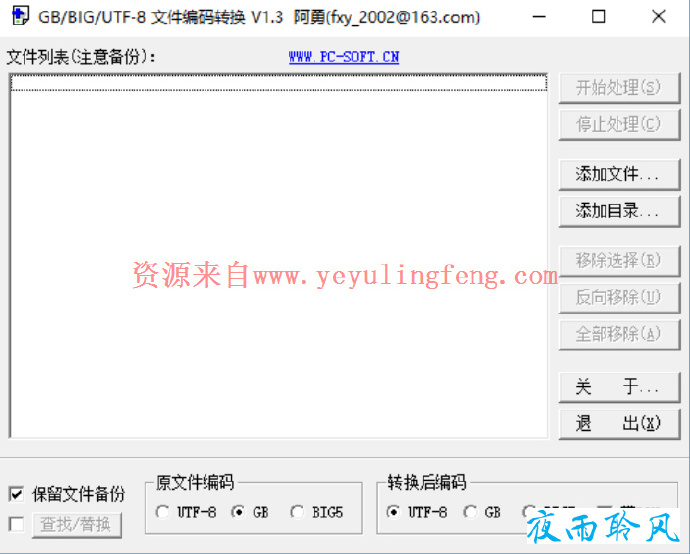 GB/BIG/UTF-8 文件编码转换 V1.3 阿勇(fxy_2002@163.com)
文件列表(注意备份):
WWW.PC-SOFT.CN
开始处理(S)
停止处理(C)
添加文件...
添加目录...
资源来自www.yeyulingfeng.com
移除选择(R)
反向移除(U)
全部移除(A)
关 于...
退 出(X)
保留文件备份
查找/替换
原文件编码
UTF-8 GB BIG5
转换后编码
UTF-8 GB
夜雨聆风